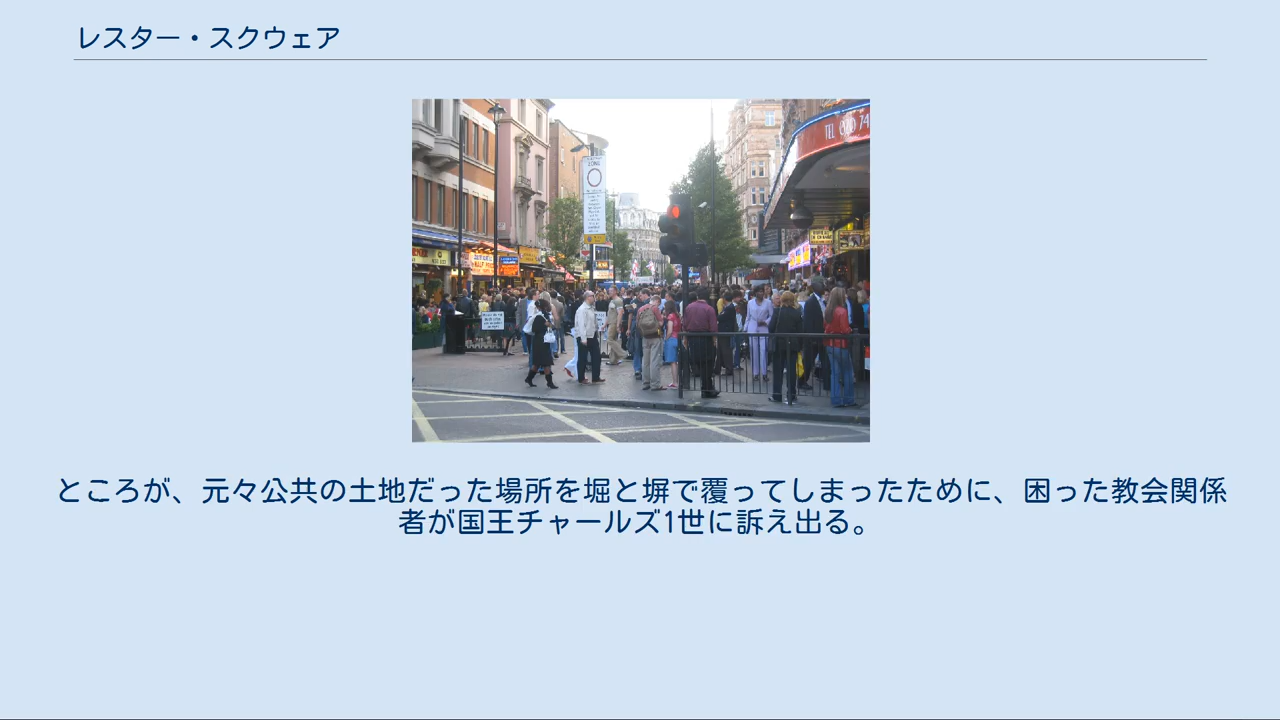 レスター・スクウェア
TEL
ところが、元々公共の土地だった場所を堀と塀で覆ってしまったために、困った教会関係
者が国王チャールズ1世に訴え出る。